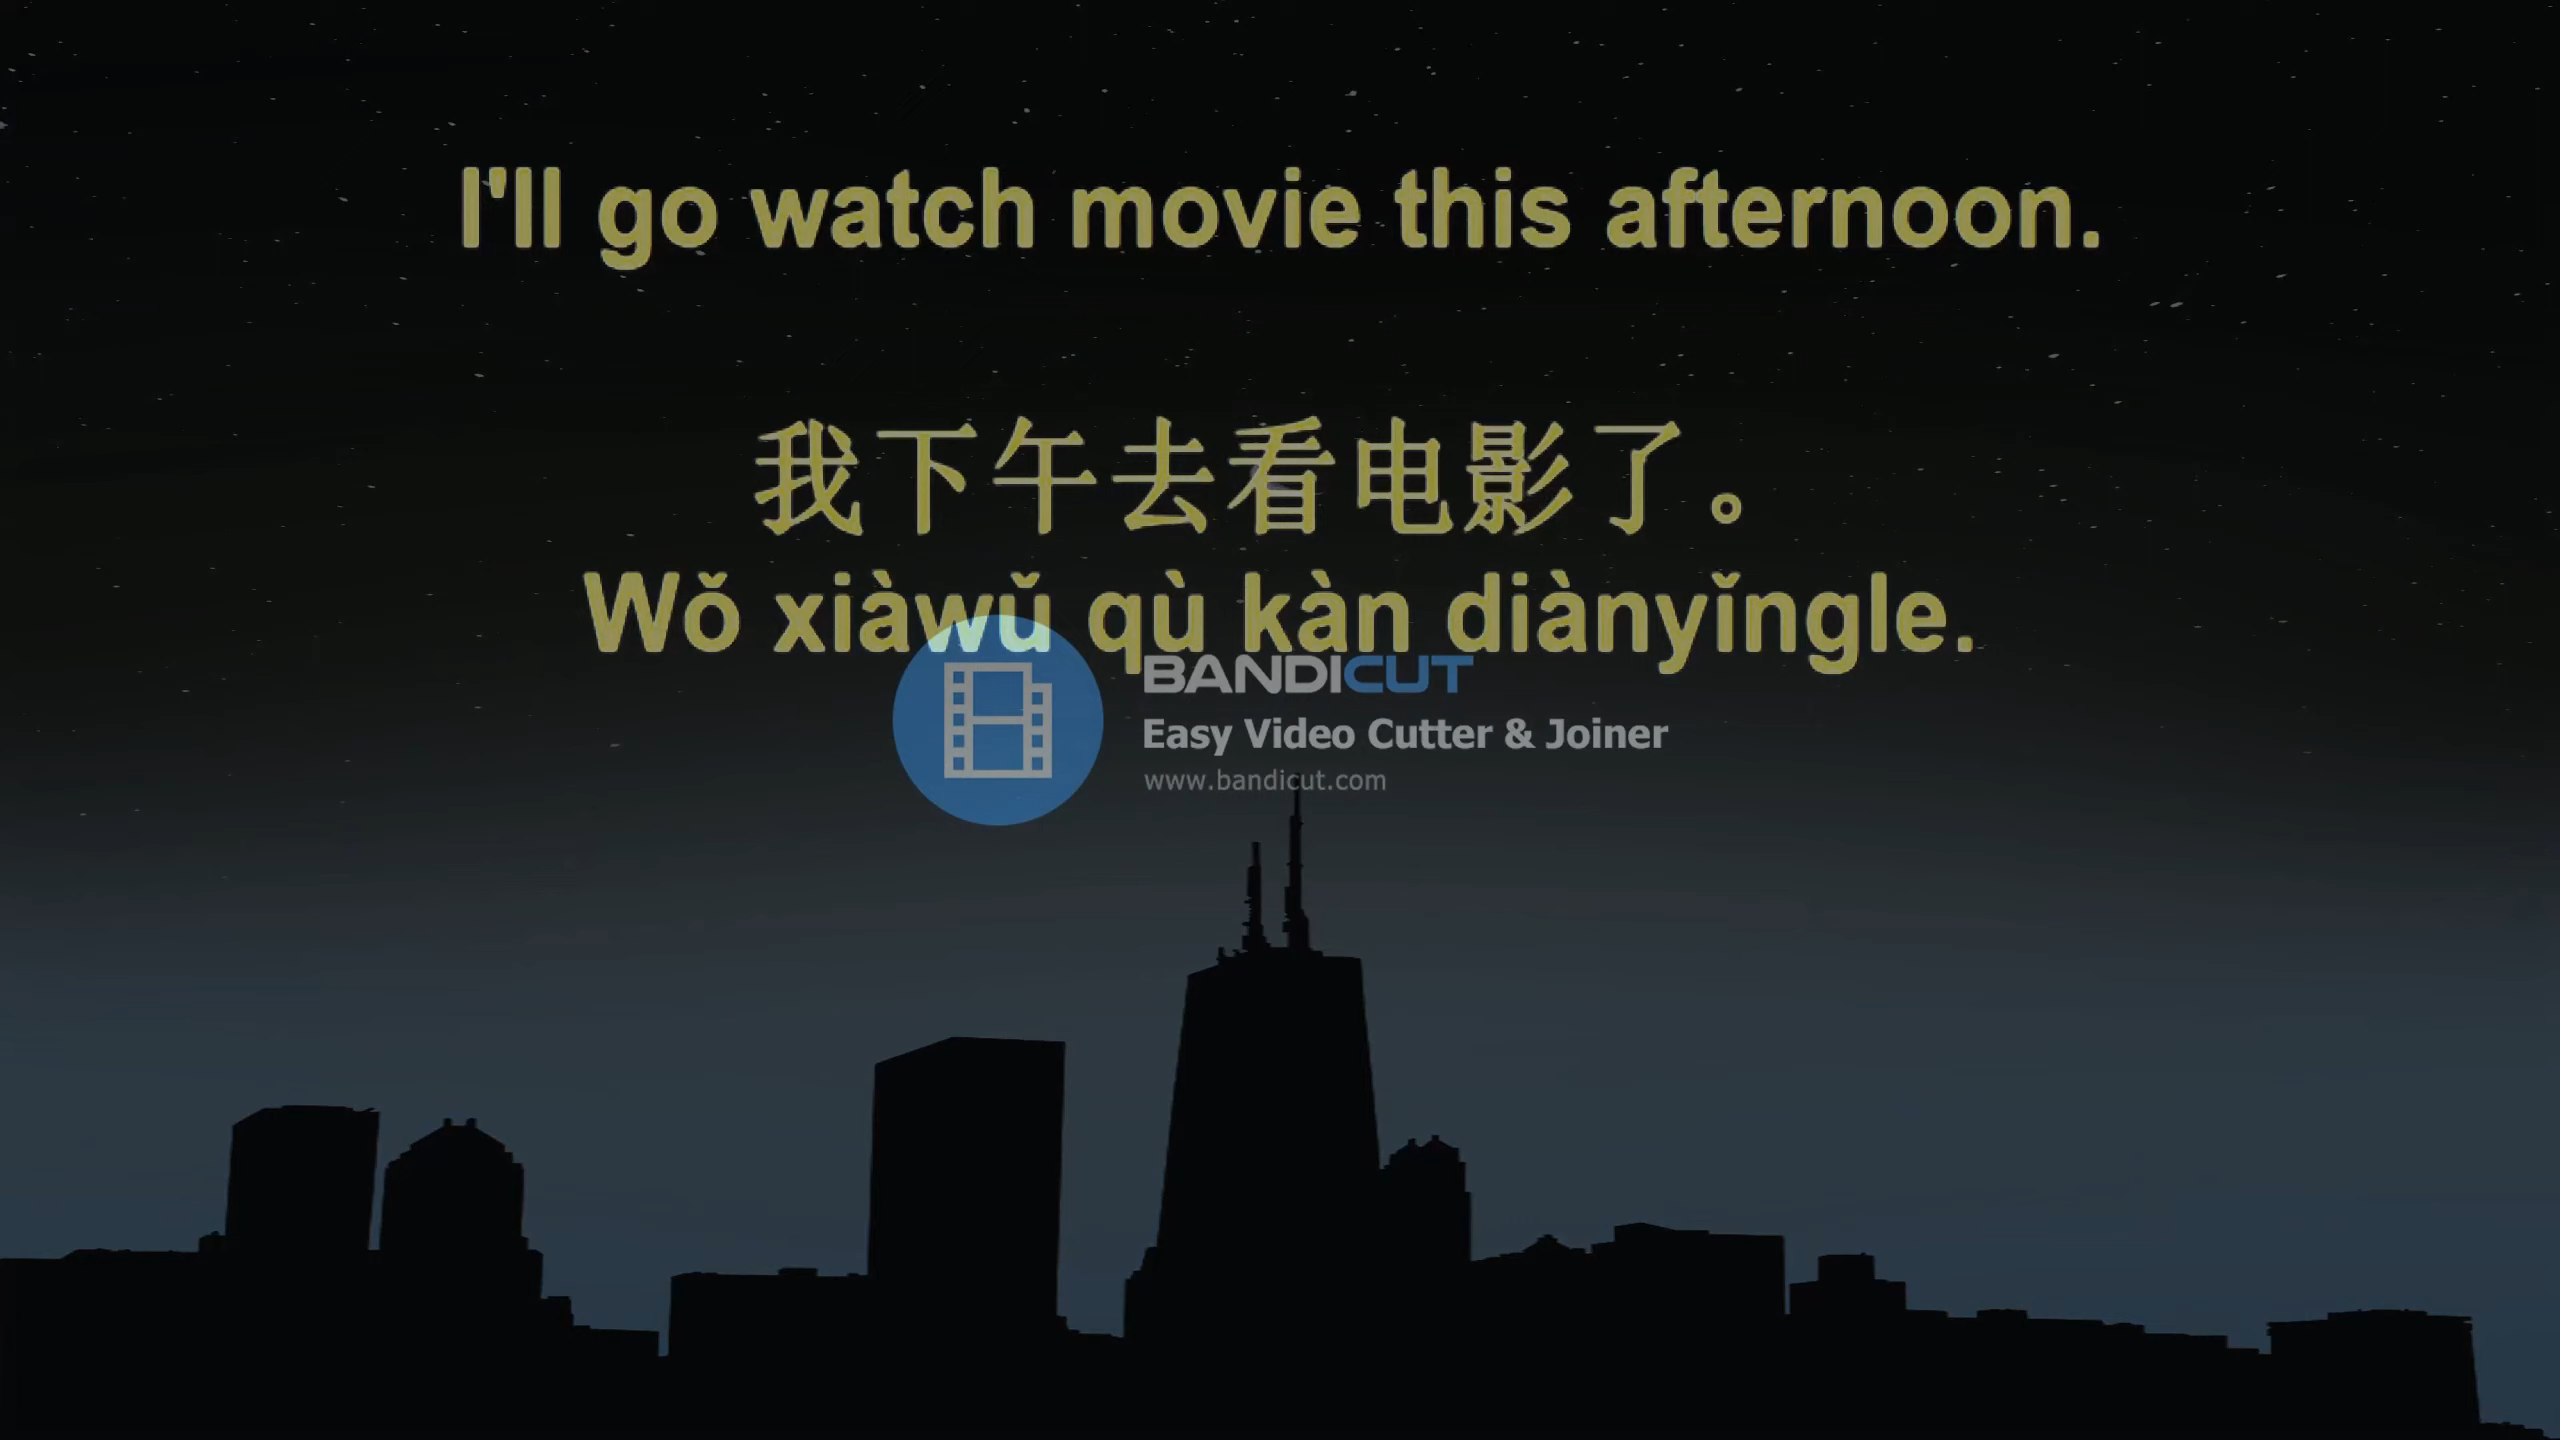 I'll go watch movie this afternoon.
我下午去看电影了。
Wǒ xiàwǔ qù kàn diànyǐngle.
BANDICUT
Easy Video Cutter & Joiner
www.bandicut.com